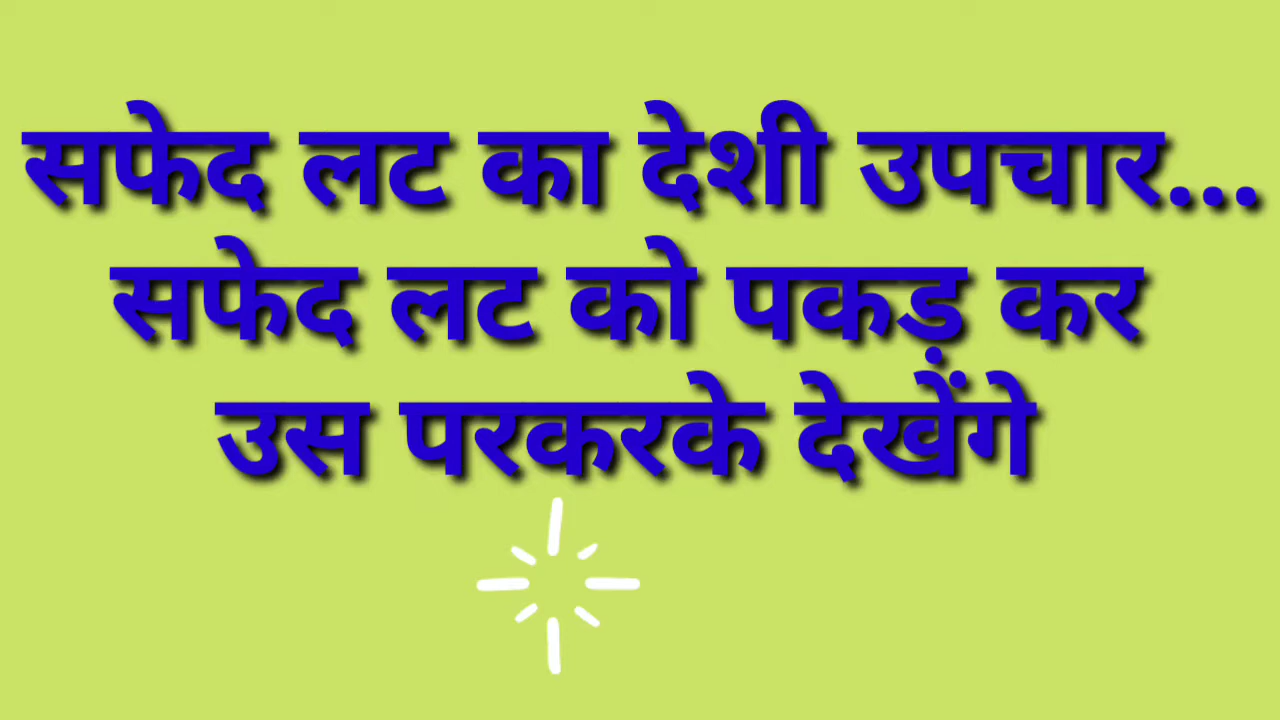 सफेद लट का देशी उपचार...
सफेद लट को पकड़ कर
उस परकरके देखेंगे